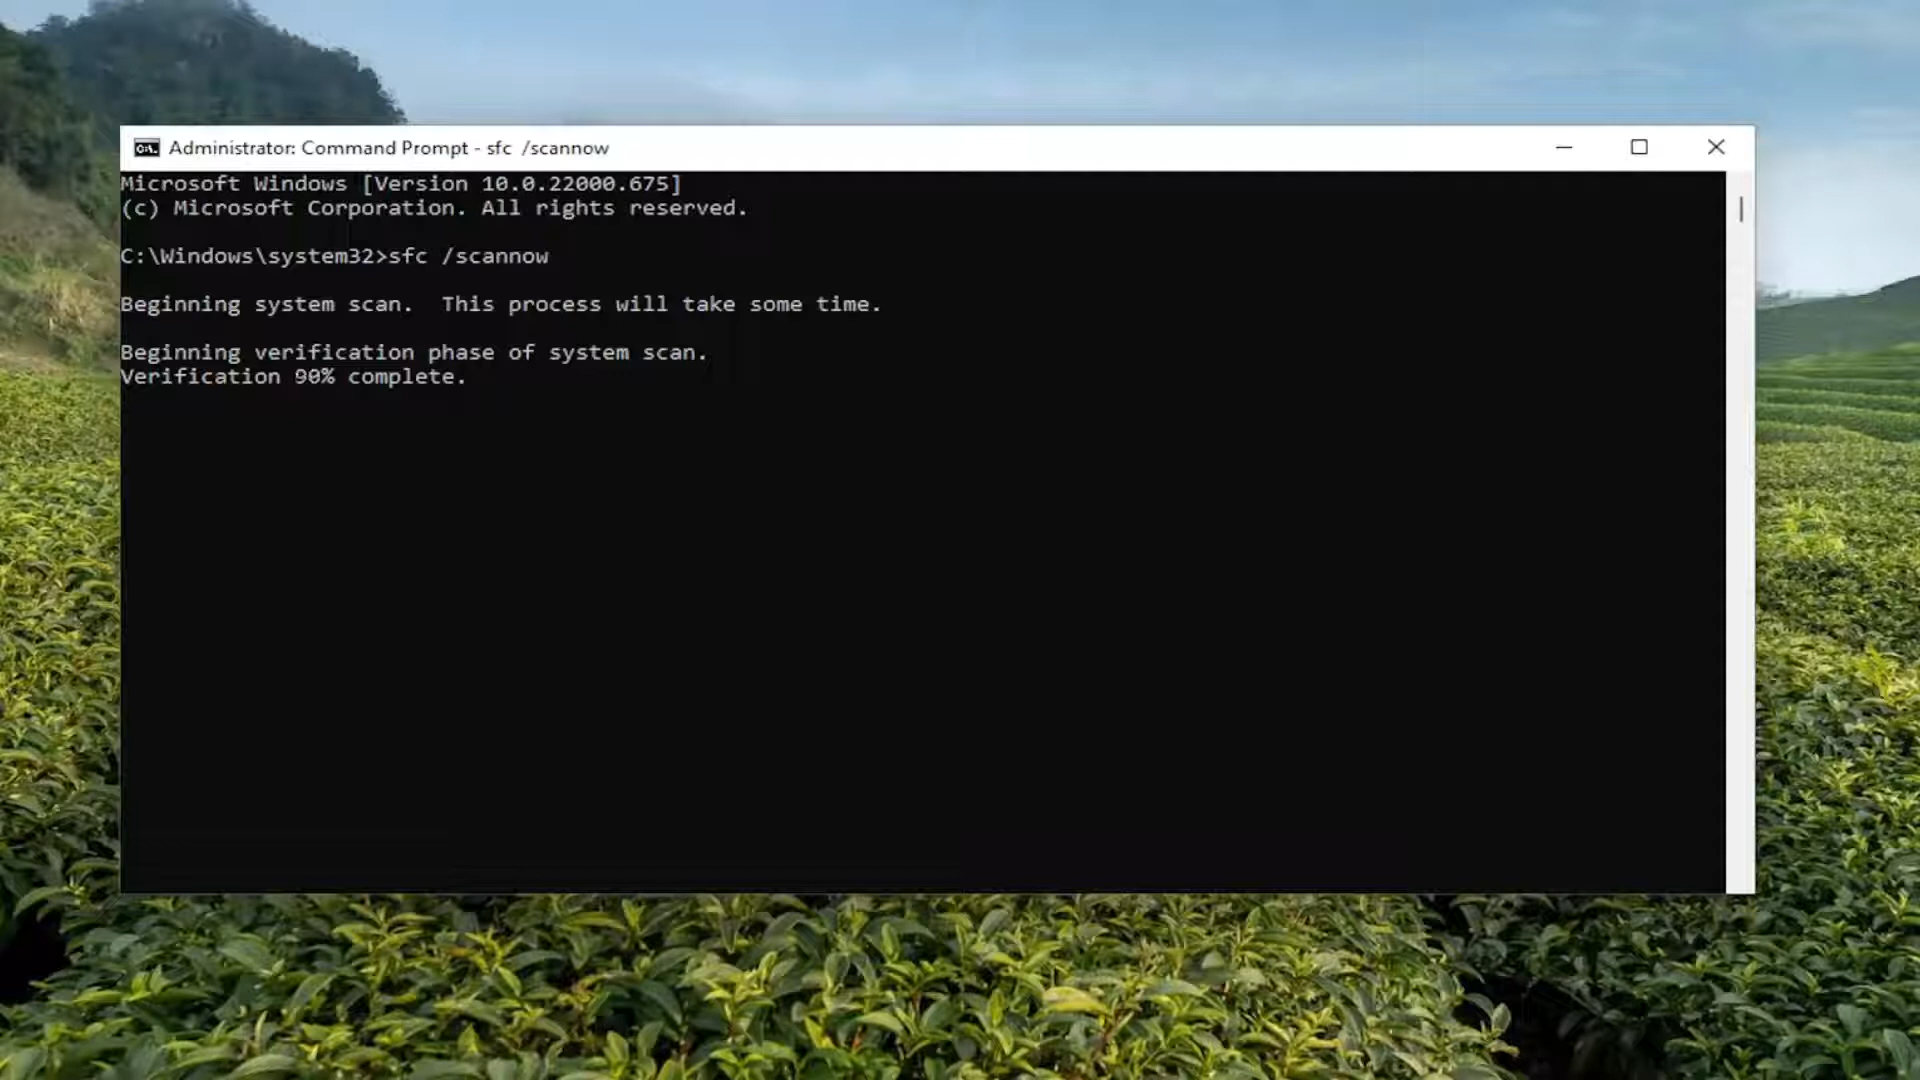 Administrator: Command Prompt - sfc  /scannow
Microsoft Windows [Version 10.0.22000.675]
(c) Microsoft Corporation. All rights reserved.
C:\Windows\system32>sfc /scannow
Beginning system scan.  This process will take some time.
Beginning verification phase of system scan.
Verification 90% complete.